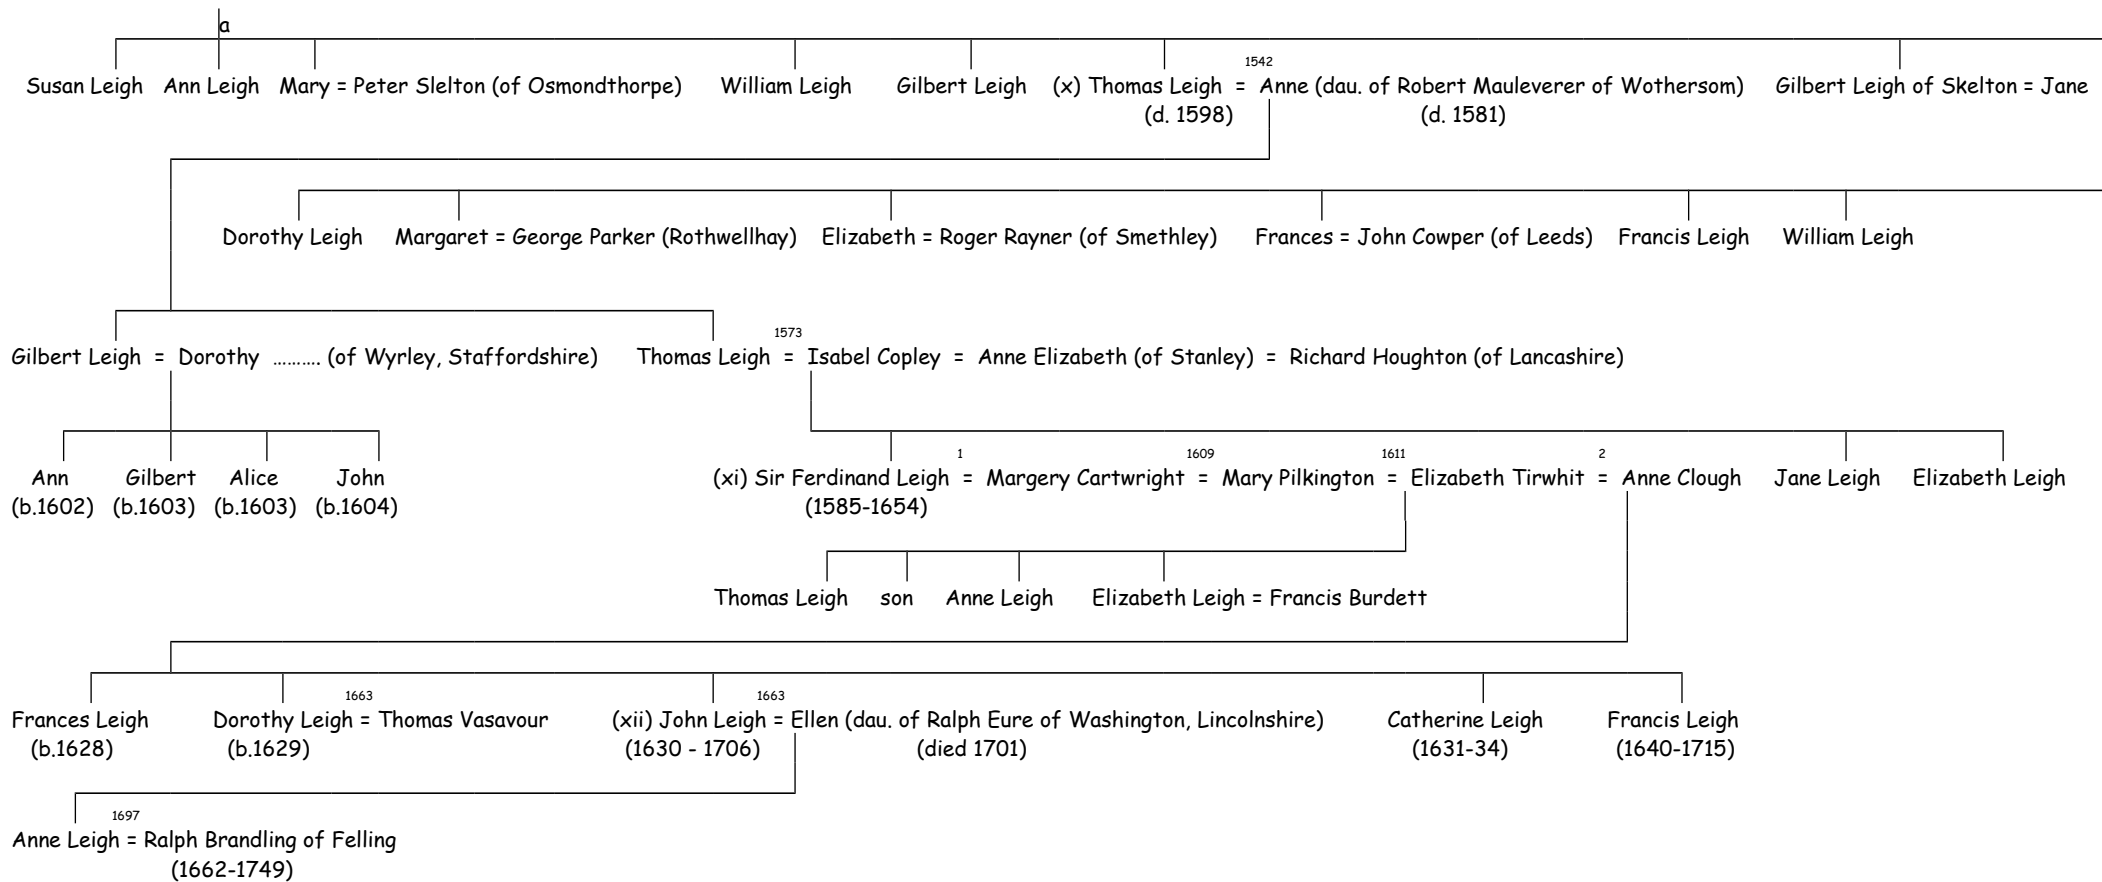 a
Susan Leigh Ann Leigh Mary = Peter Slelton (of Osmondthorpe) William Leigh Gilbert Leigh (x) Thomas Leigh = 1542 Anne (dau. of Robert Mauleverer of Wothersom) Gilbert Leigh of Skelton = Jane
(d. 1598) (d. 1581)
Dorothy Leigh Margaret = George Parker (Rothwellhay) Elizabeth = Roger Rayner (of Smethley) Frances = John Cowper (of Leeds) Francis Leigh William Leigh
1573
Gilbert Leigh = Dorothy .......... (of Wyrley, Staffordshire) Thomas Leigh = Isabel Copley = Anne Elizabeth (of Stanley) = Richard Houghton (of Lancashire)
1 1609 1611 2
Ann Gilbert Alice John (xi) Sir Ferdinand Leigh = Margery Cartwright = Mary Pilkington = Elizabeth Tirwhit = Anne Clough Jane Leigh Elizabeth Leigh
(b.1602) (b.1603) (b.1603) (b.1604) (1585-1654)
Thomas Leigh son Anne Leigh Elizabeth Leigh = Francis Burdett
1663 1663
Frances Leigh Dorothy Leigh = Thomas Vasavour (xii) John Leigh = Ellen (dau. of Ralph Eure of Washington, Lincolnshire) Catherine Leigh Francis Leigh
(b.1628) (b.1629) (1630 - 1706) (died 1701) (1631-34) (1640-1715)
1697
Anne Leigh = Ralph Brandling of Felling
(1662-1749)